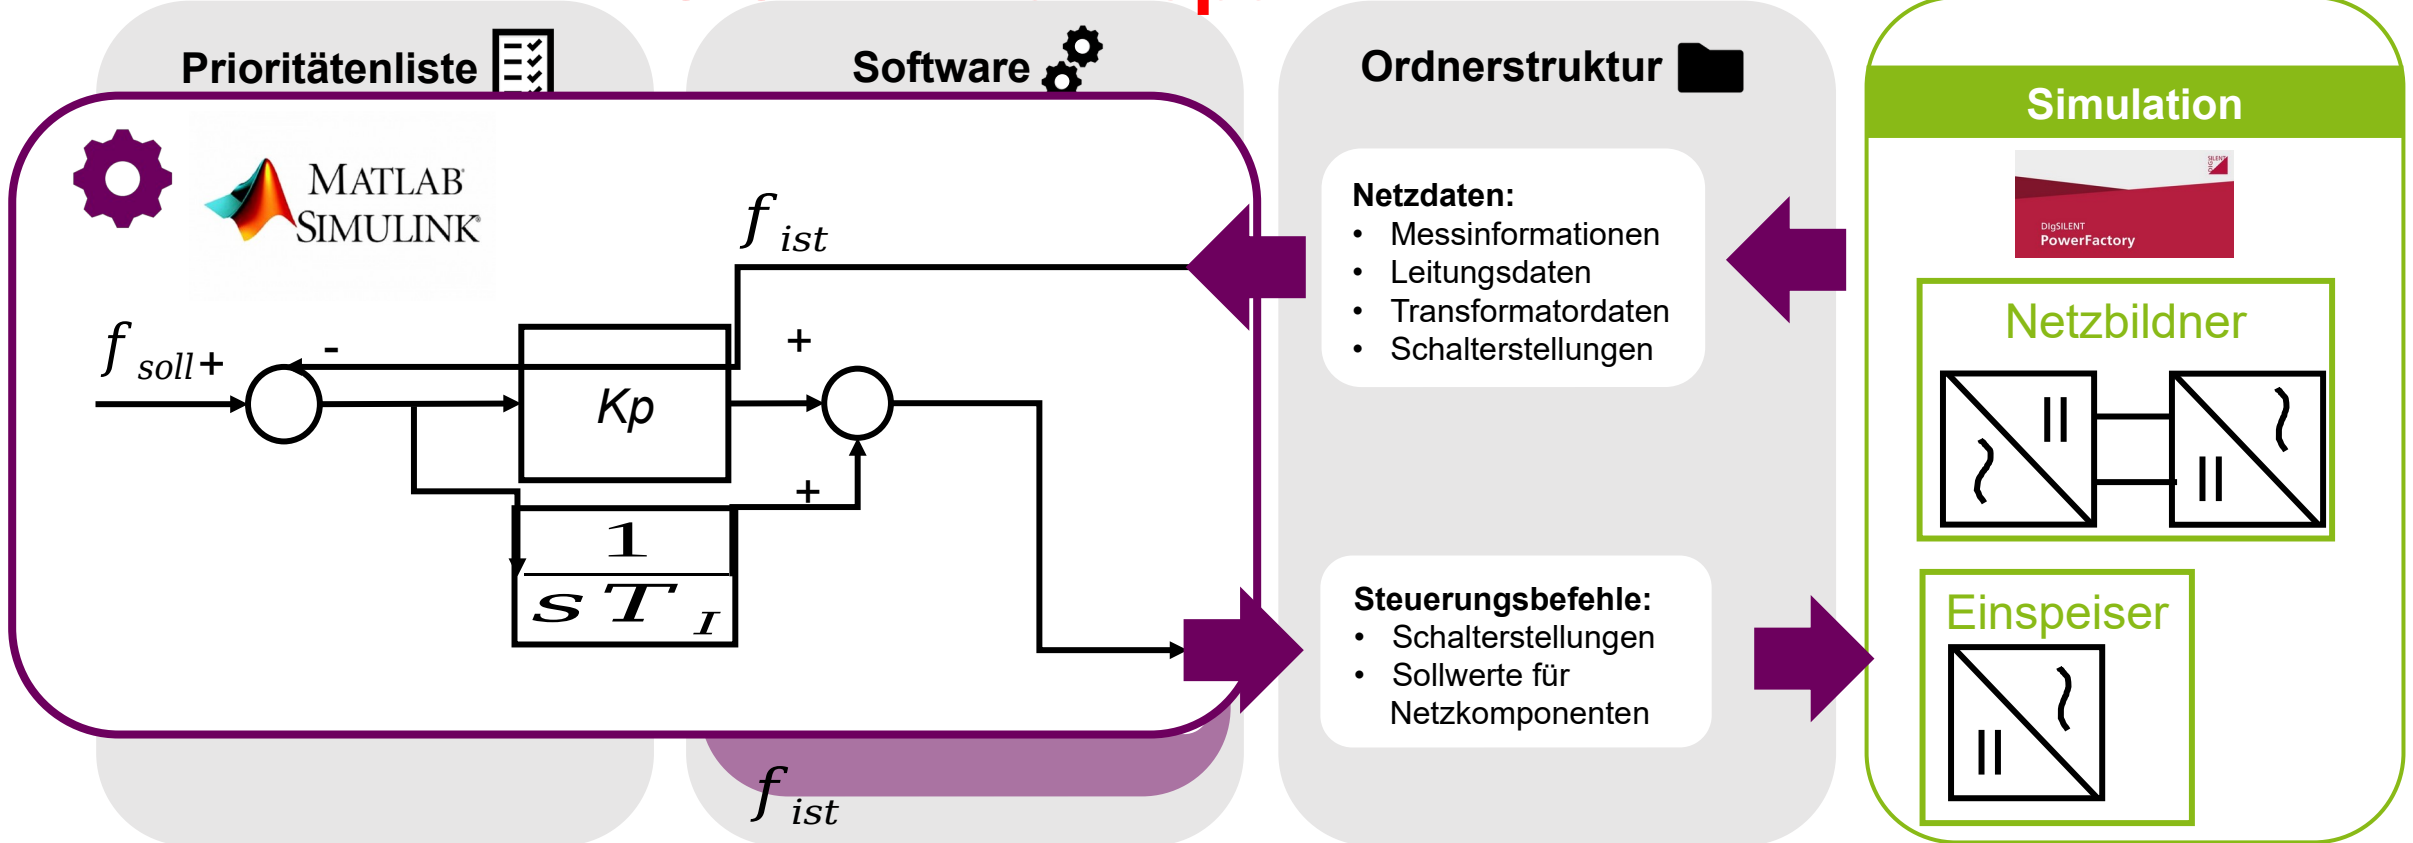 Prioritätenliste
Software
Ordnerstruktur
Simulation
MATLAB
SIMULINK
f ist
f soll +
-
+
Kp
+
1
s T I
f ist
Netzdaten:
• Messinformationen
• Leitungsdaten
• Transformatordaten
• Schalterstellungen
Steuerungsbefehle:
• Schalterstellungen
• Sollwerte für
Netzkomponenten
DIgSILENT
DIgSILENT
PowerFactory
Netzbildner
Einspeiser